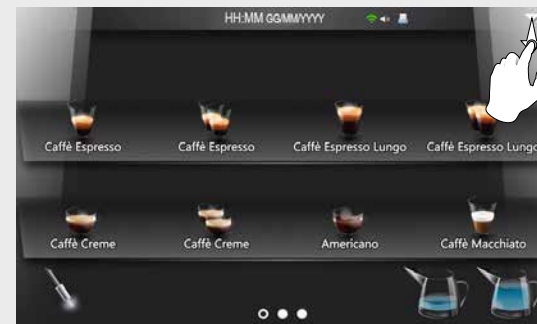 HH:MM GG/MM/YYYY
Caffè Espresso Caffè Espresso Caffè Espresso Lungo Caffè Espresso Lungo
Caffè Creme Caffè Creme Americano Caffè Macchiato